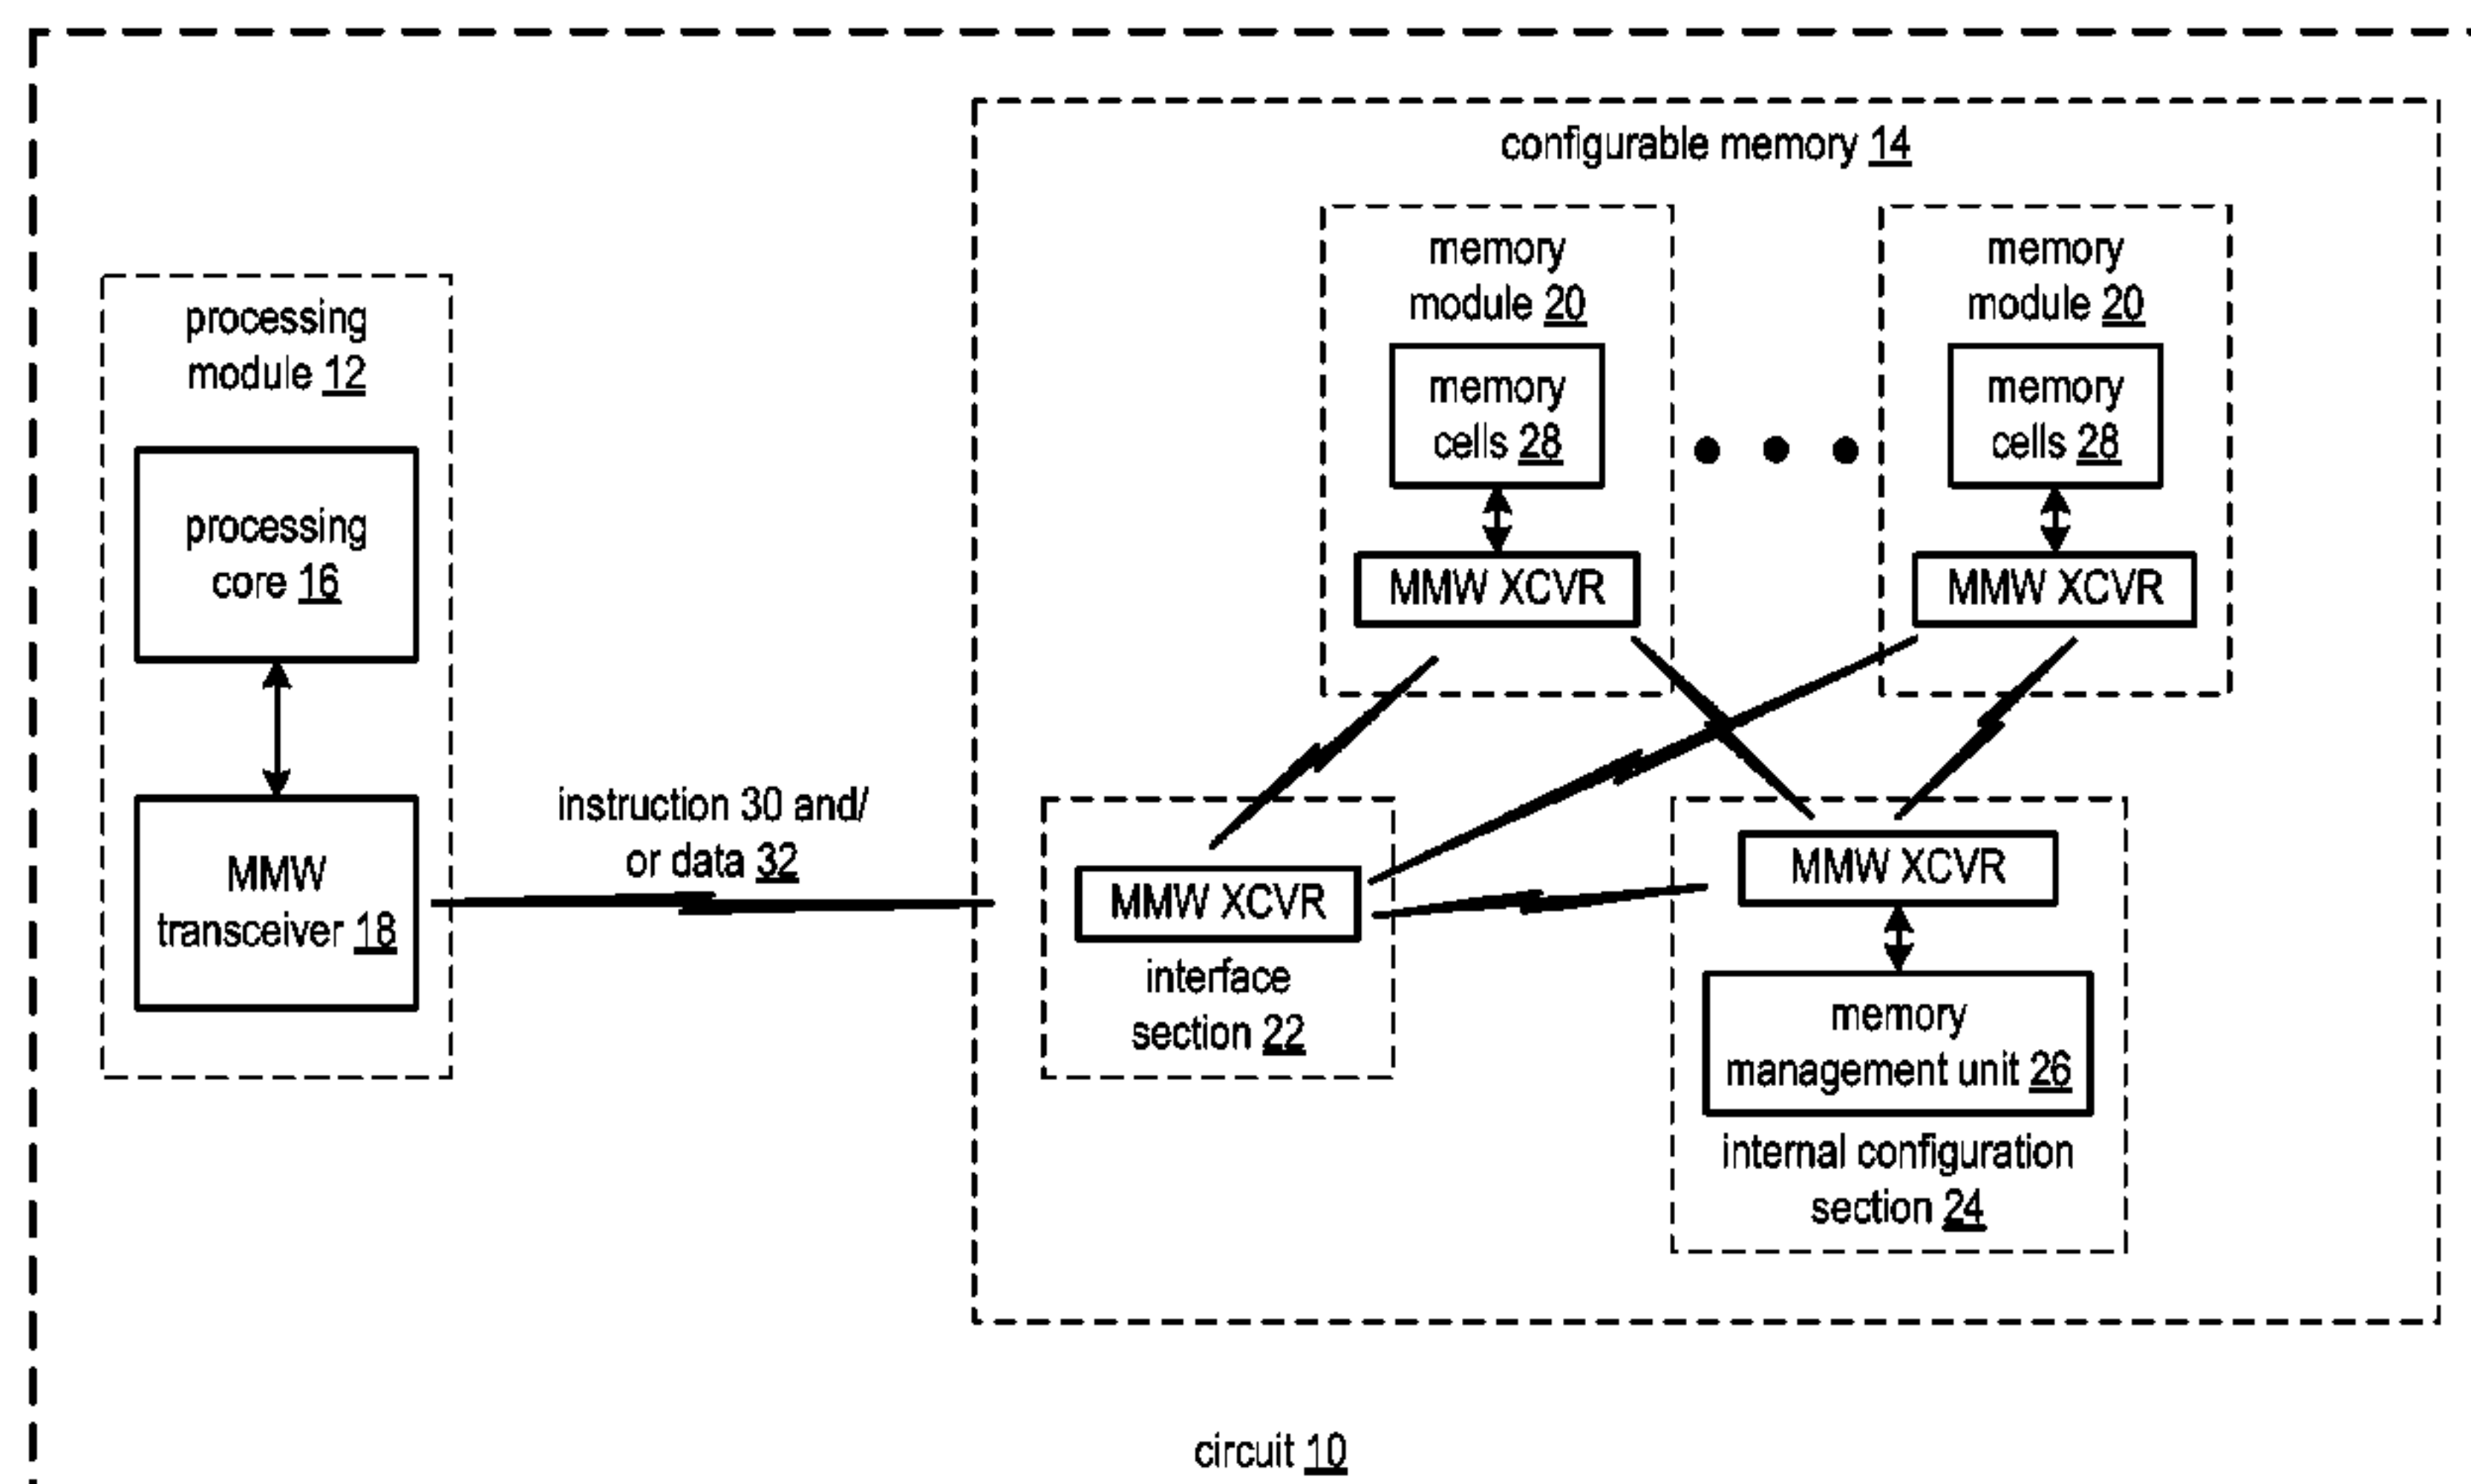 configurable memory 14
memory
module 20
memory
cells 28
MMW XCVR
memory
module 20
memory
cells 28
MMW XCVR
processing
module 12
processing
core 16
MMW
transceiver 18
instruction 30 and/
or data 32
MMW XCVR
interface
section 22
MMW XCVR
memory
management unit 26
internal configuration
section 24
circuit 10